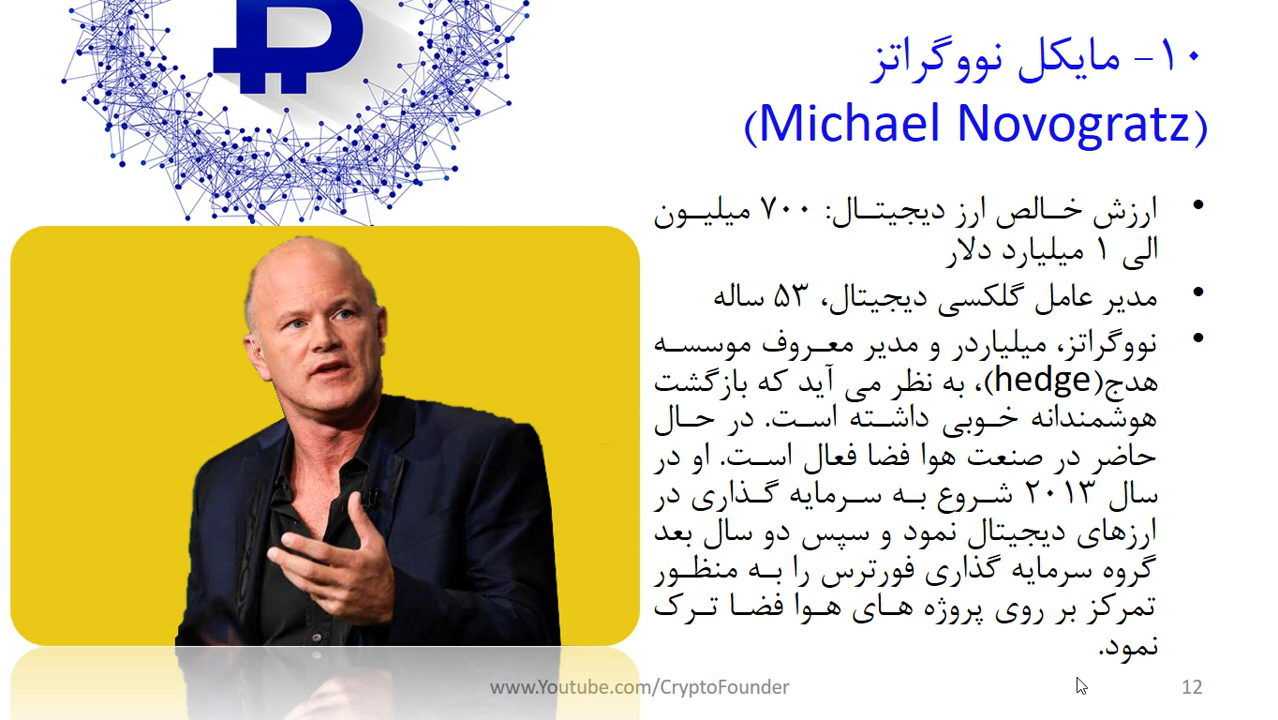 ۱۰- مایکل نووگراتز
(Michael Novogratz)
• ارزش خالص ارز دیجیتال: ۷۰۰ میلیون
الی ۱ میلیارد دلار
• مدیر عامل گلکسی دیجیتال، ۵۳ ساله
• نووگراتز، میلیاردر و مدیر معروف موسسه
هدج(hedge)، به نظر می آید که بازگشت
هوشمندانه خوبی داشته است. در حال
حاضر در صنعت هوا فضا فعال است. او در
سال ۲۰۱۳ شروع به سرمایه گذاری در
ارزهای دیجیتال نمود و سپس دو سال بعد
گروه سرمایه گذاری فورترس را به منظور
تمرکز بر روی پروژه های هوا فضا ترک
نمود.
www.Youtube.com/CryptoFounder
12